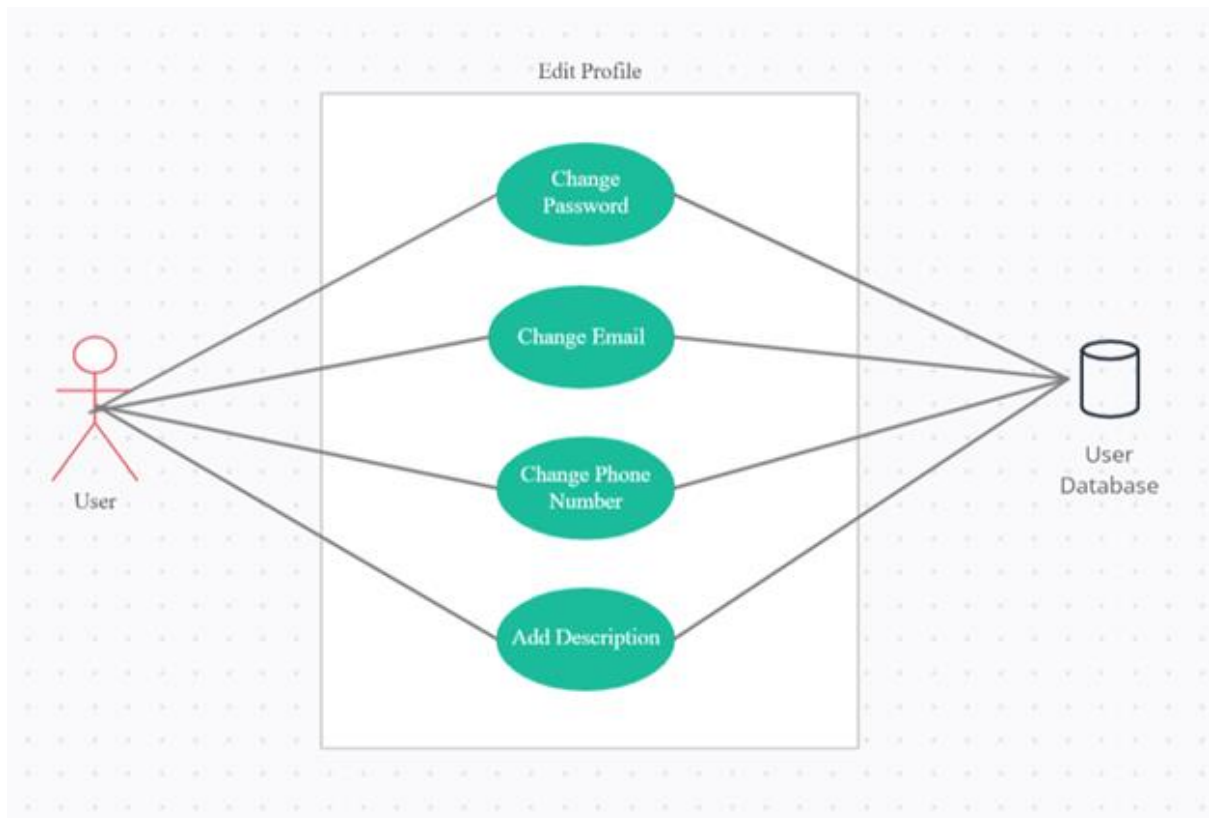 Edit Profile
Change
Password
Change Email
Change Phone
Number
Add Description
User
User
Database